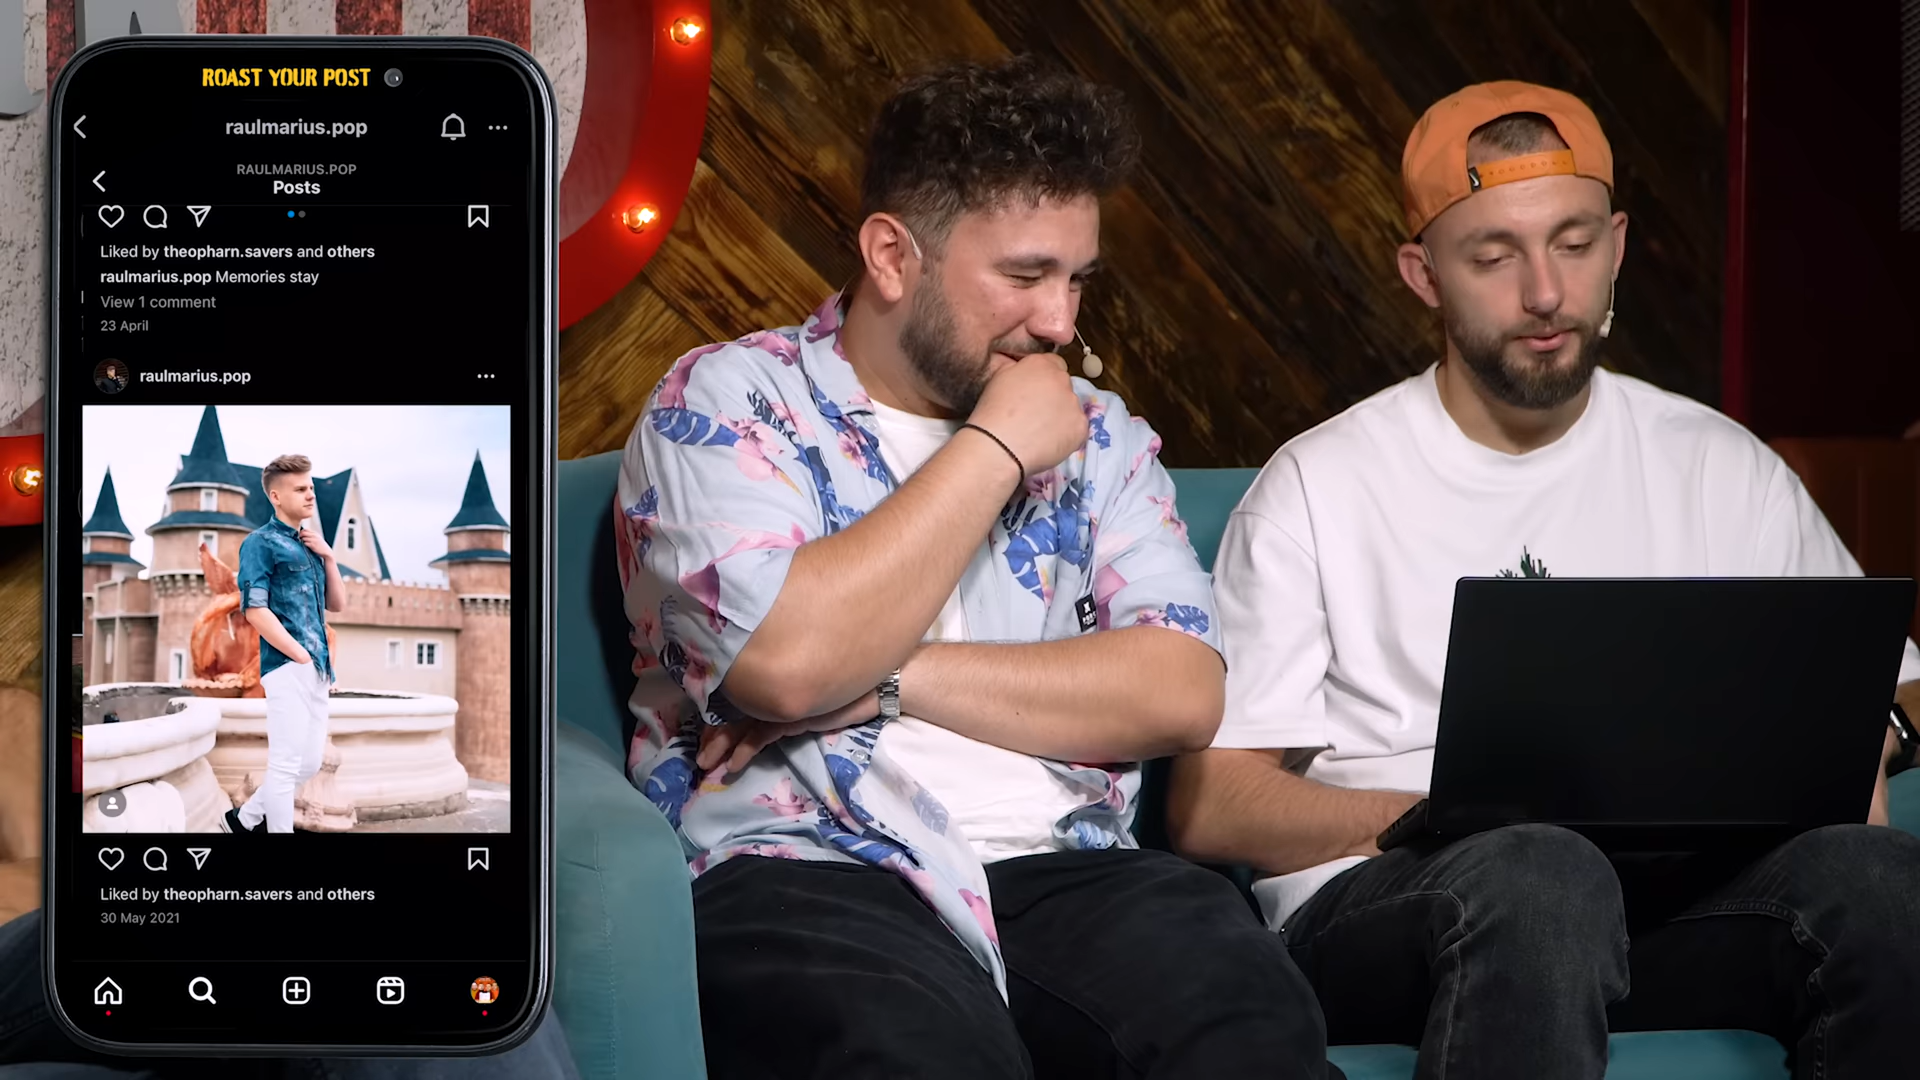 ROAST YOUR POST
raulmarius.pop
RAULMARIUS.POP
Posts
Liked by theopharn.savers and others
raulmarius.pop Memories stay
View 1 comment
23 April
raulmarius.pop
Liked by theopharn.savers and others
30 May 2021